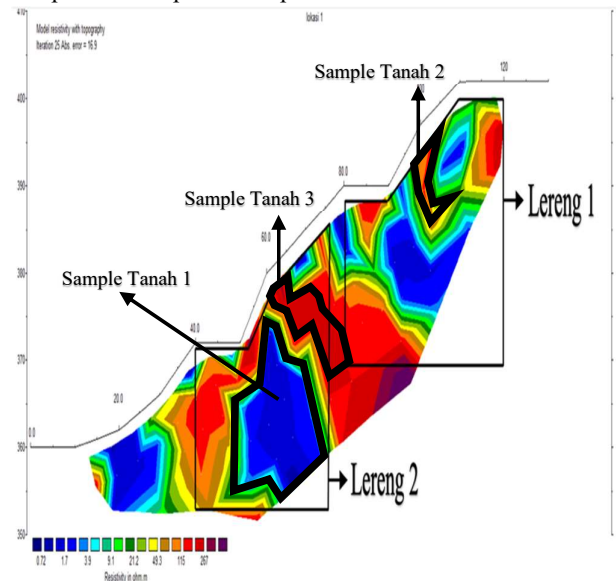 lokasi 1
Model resistivity with topography
Iteration 25 Abs. error = 16.9
Sample Tanah 2
120
400
390
80.0
Sample Tanah 3
Lereng 1
60.0
380
Sample Tanah 1
40.0
370
20.0
0.0
360
Lereng 2
350
0.72 1.7 3.9 9.1 21.2 49.3 115 267
Resistivity in ohm.m